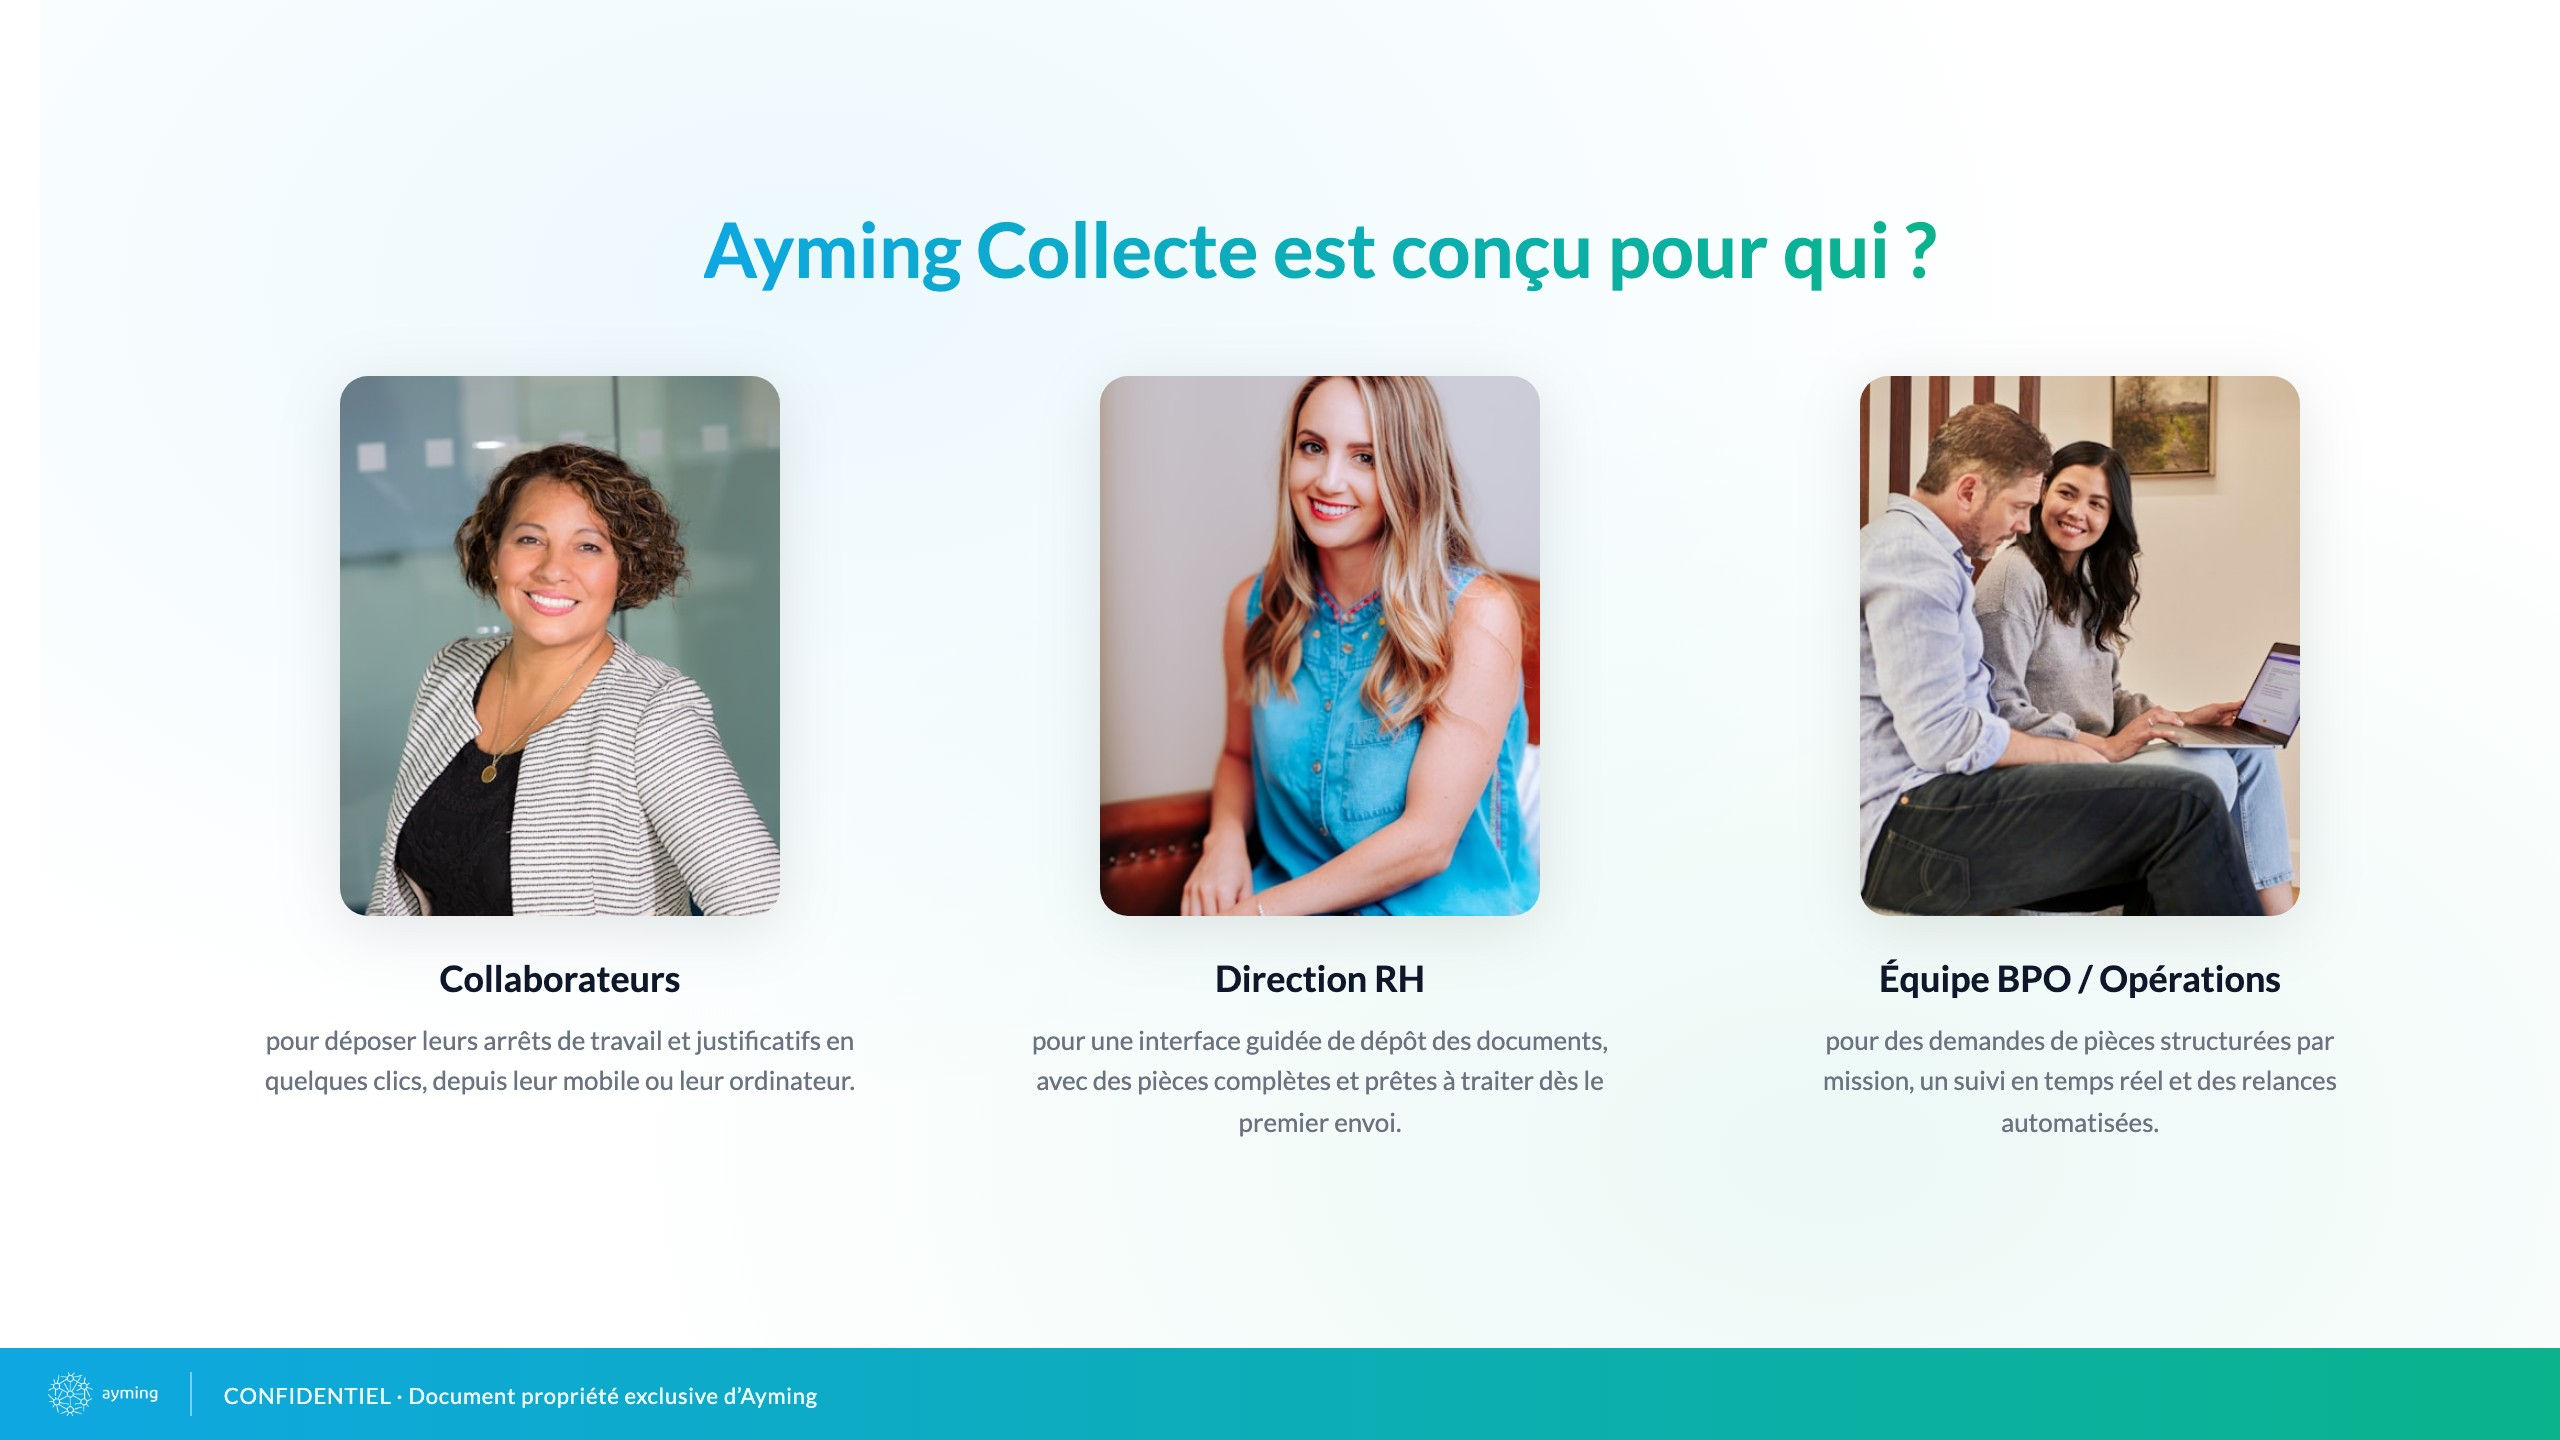 Ayming Collecte est conçu pour qui ?
Collaborateurs
pour déposer leurs arrêts de travail et justificatifs en
quelques clics, depuis leur mobile ou leur ordinateur.
Direction RH
pour une interface guidée de dépôt des documents,
avec des pièces complètes et prêtes à traiter dès le
premier envoi.
Équipe BPO / Opérations
pour des demandes de pièces structurées par
mission, un suivi en temps réel et des relances
automatisées.
ayming
CONFIDENTIEL · Document propriété exclusive d’Ayming